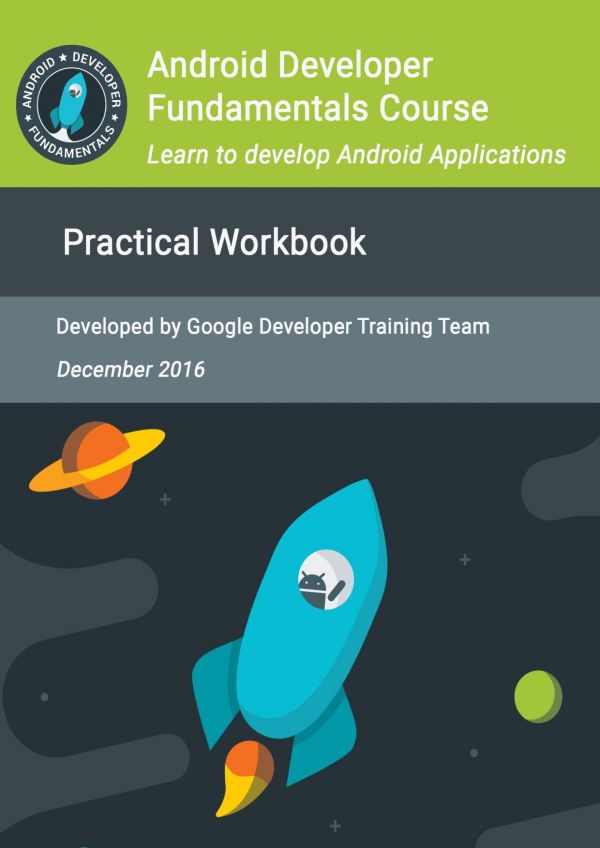 ANDROID ★ DEVELOPER
★ FUNDAMENTALS ★
Android Developer
Fundamentals Course
Learn to develop Android Applications
Practical Workbook
Developed by Google Developer Training Team
December 2016